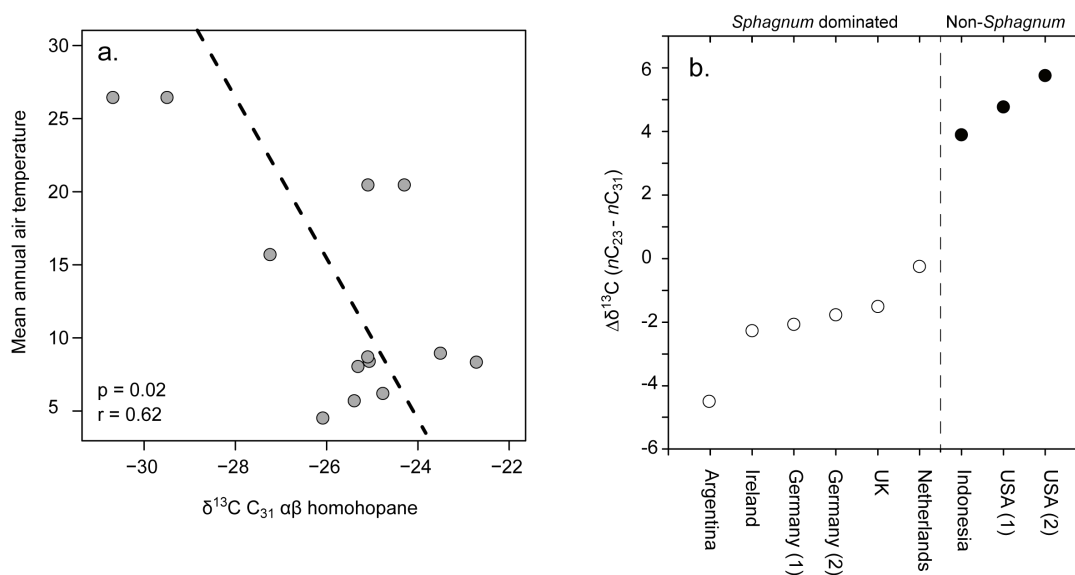 a.
30
25
20
15
10
5
Mean annual air temperature
p = 0.02
r = 0.62
−30
−28
−26
−24
−22
δ¹³C C₃₁ αβ homohopane
Sphagnum dominated
Non-Sphagnum
b.
6
4
2
0
-2
-4
-6
Δδ¹³C (nC₂₃ - nC₃₁)
Argentina
Ireland
Germany (1)
Germany (2)
UK
Netherlands
Indonesia
USA (1)
USA (2)